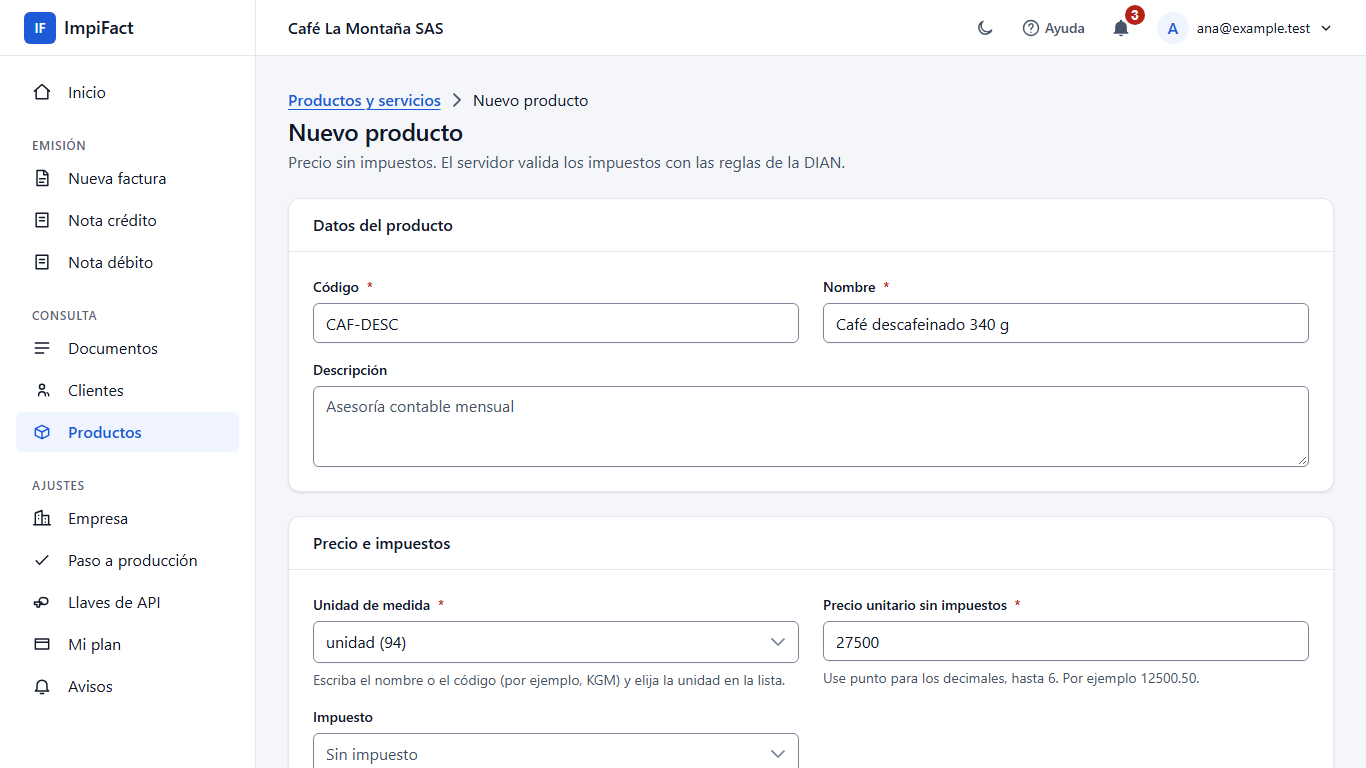 IF ImpiFact
Café La Montaña SAS
Ayuda
3
A
ana@example.test
Inicio
EMISIÓN
Nueva factura
Nota crédito
Nota débito
CONSULTA
Documentos
Clientes
Productos
AJUSTES
Empresa
Paso a producción
Llaves de API
Mi plan
Avisos
Productos y servicios > Nuevo producto
Nuevo producto
Precio sin impuestos. El servidor valida los impuestos con las reglas de la DIAN.
Datos del producto
Código * Nombre *
CAF-DESC Café descafeinado 340 g
Descripción
Asesoría contable mensual
Precio e impuestos
Unidad de medida * Precio unitario sin impuestos *
unidad (94) 27500
Escriba el nombre o el código (por ejemplo, KGM) y elija la unidad en la lista. Use punto para los decimales, hasta 6. Por ejemplo 12500.50.
Impuesto
Sin impuesto